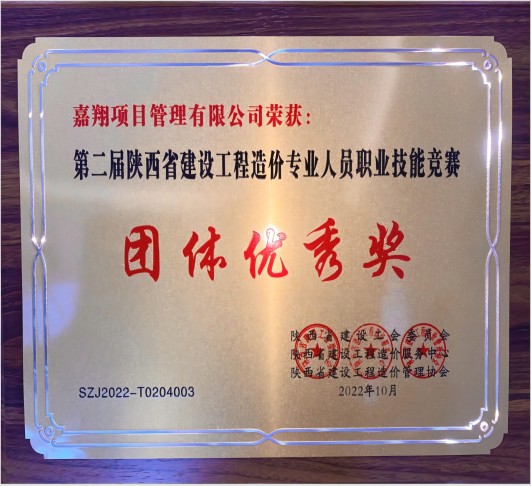 嘉翔项目管理有限公司荣获：
第二届陕西省建设工程造价专业人员职业技能竞赛
团体优秀奖
陕西省建设工会委员会
陕西省建设工程造价服务中心
陕西省建设工程造价管理协会
SZJ2022-T0204003
2022年10月